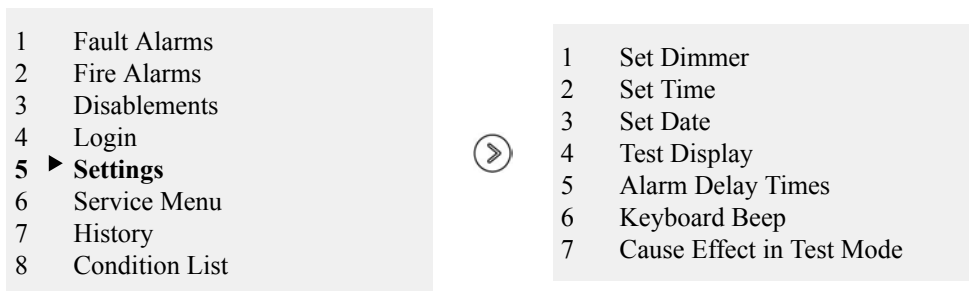 1 Fault Alarms
2 Fire Alarms
3 Disablements
4 Login
5 Settings
6 Service Menu
7 History
8 Condition List
1 Set Dimmer
2 Set Time
3 Set Date
4 Test Display
5 Alarm Delay Times
6 Keyboard Beep
7 Cause Effect in Test Mode